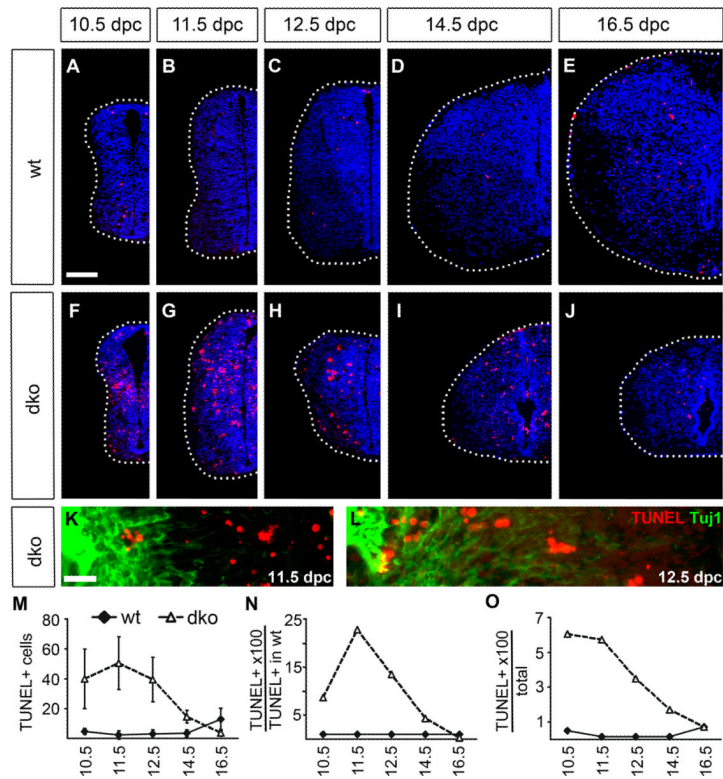 10.5 dpc 11.5 dpc 12.5 dpc 14.5 dpc 16.5 dpc
wt
A B C D E
dko
F G H I J
dko
K 11.5 dpc L TUNEL Tuj1 12.5 dpc
M wt dko N O
TUNEL+ cells
80
60
40
20
0
10.5 11.5 12.5 14.5 16.5
TUNEL+ x100
TUNEL+ in wt
25
20
15
10
5
10.5 11.5 12.5 14.5 16.5
TUNEL+ x100
total
7
5
3
1
10.5 11.5 12.5 14.5 16.5